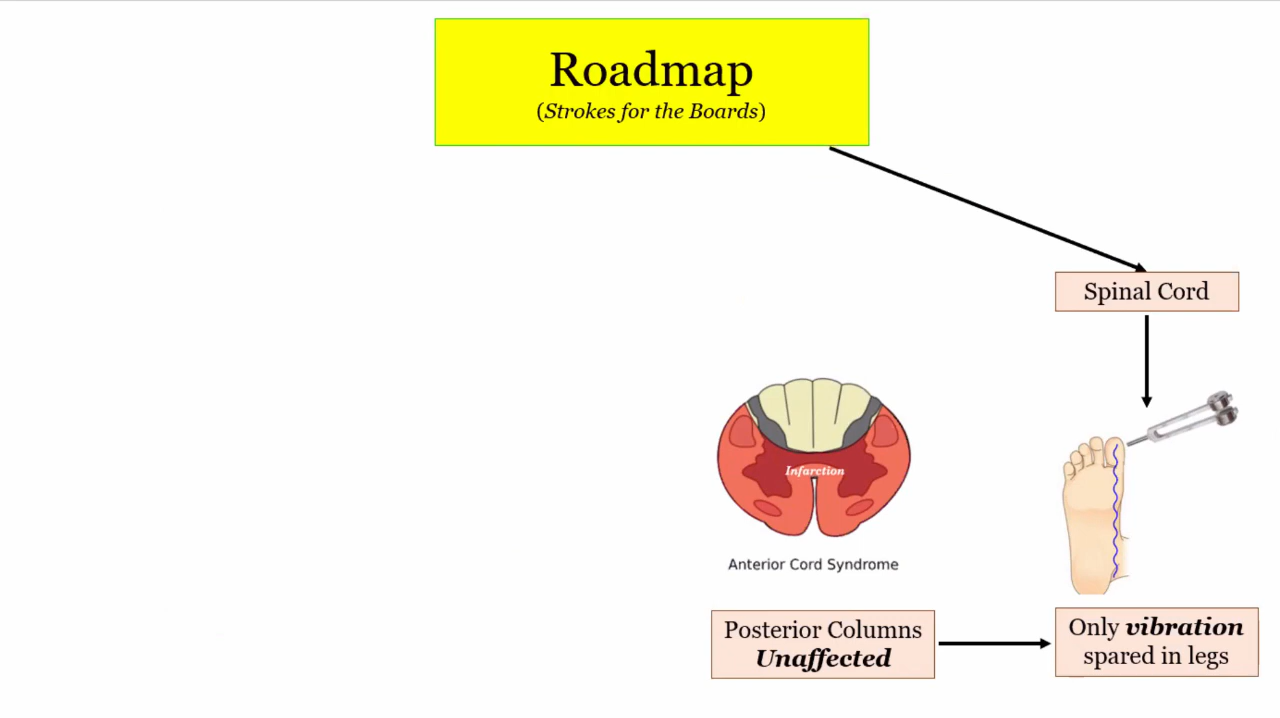 Roadmap
(Strokes for the Boards)
Spinal Cord
Infarction
Anterior Cord Syndrome
Posterior Columns
Unaffected
Only vibration
spared in legs